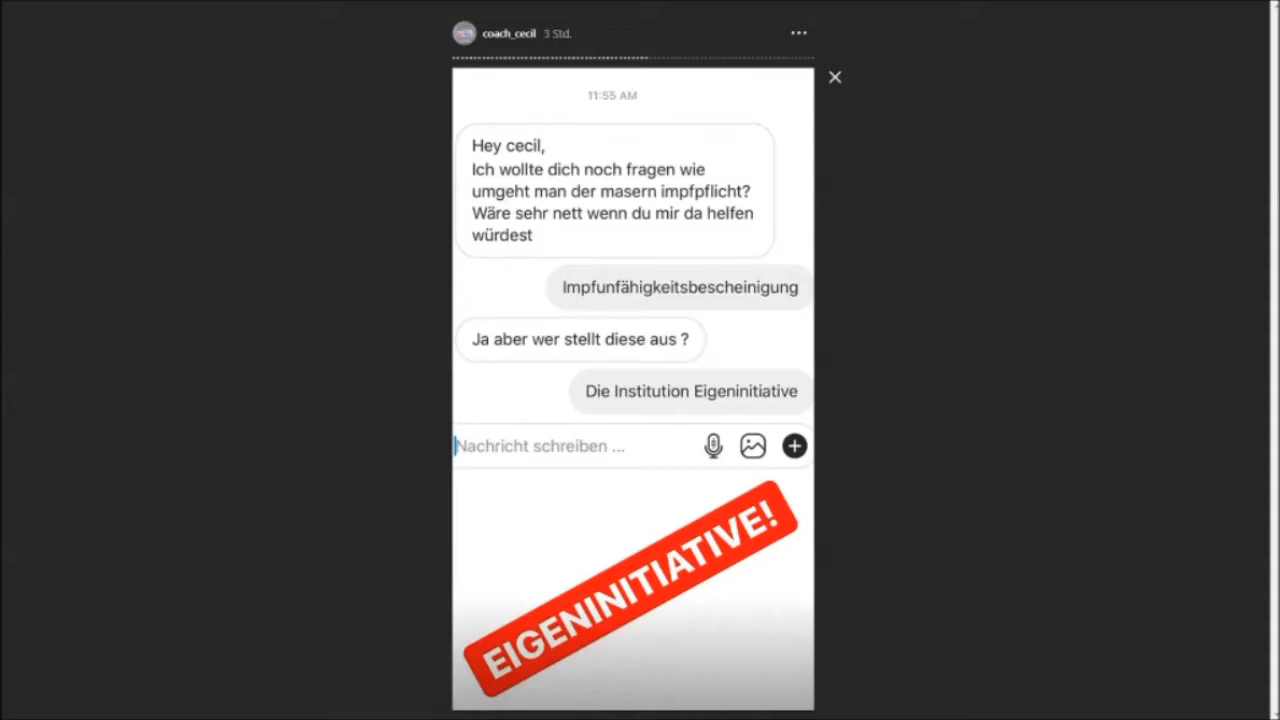 coach_cecil 3 Std.
11:55 AM
Hey cecil,
Ich wollte dich noch fragen wie
umgeht man der masern impfpflicht?
Wäre sehr nett wenn du mir da helfen
würdest
Impfunfähigkeitsbescheinigung
Ja aber wer stellt diese aus ?
Die Institution Eigeninitiative
Nachricht schreiben ...
EIGENINITIATIVE!